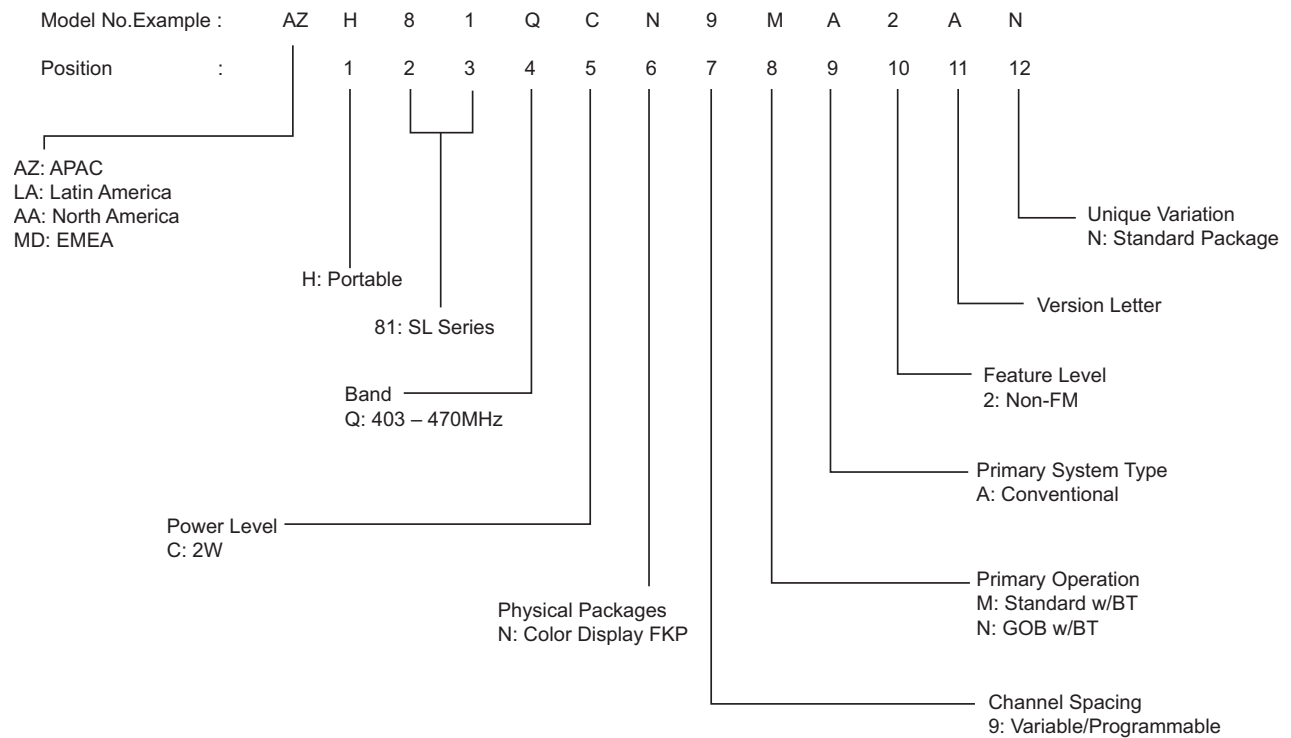 Model No.Example : AZ H 8 1 Q C N 9 M A 2 A N
Position : 1 2 3 4 5 6 7 8 9 10 11 12
AZ: APAC
LA: Latin America
AA: North America
MD: EMEA
H: Portable
81: SL Series
Band
Q: 403 – 470MHz
Power Level
C: 2W
Physical Packages
N: Color Display FKP
Unique Variation
N: Standard Package
Version Letter
Feature Level
2: Non-FM
Primary System Type
A: Conventional
Primary Operation
M: Standard w/BT
N: GOB w/BT
Channel Spacing
9: Variable/Programmable